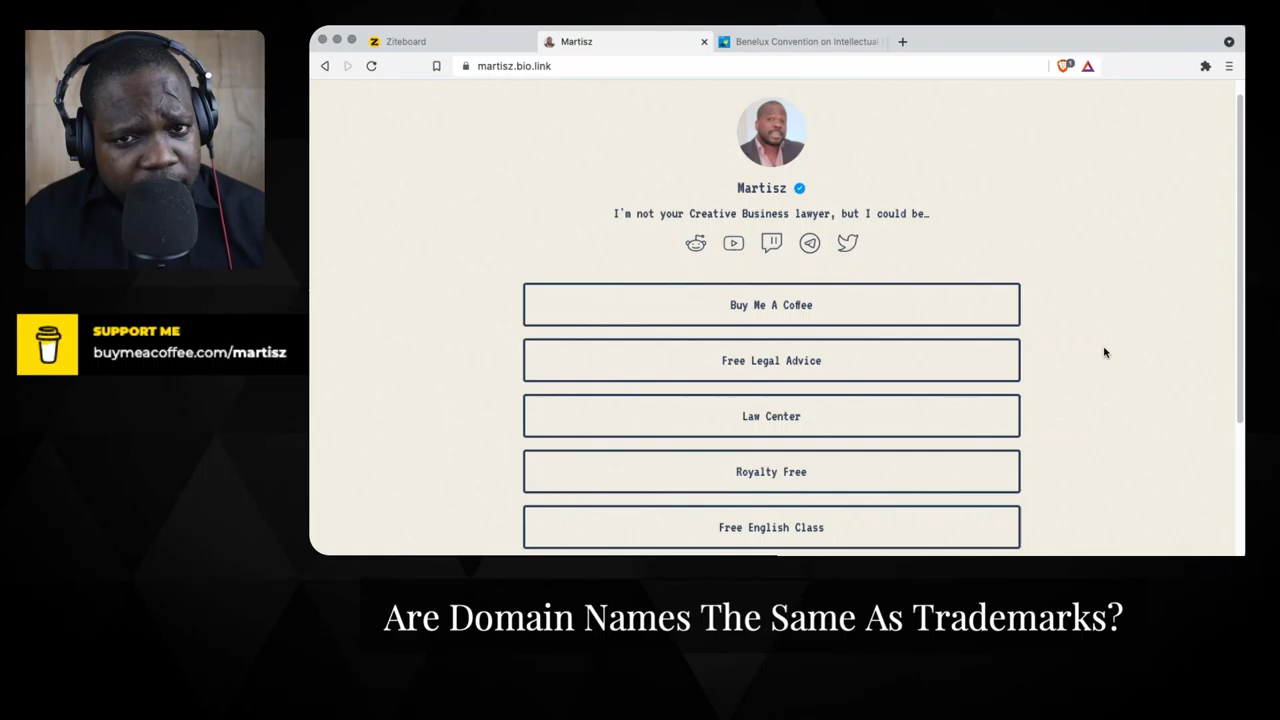 Ziteboard
Martisz
Benelux Convention on Intellectual
martisz.bio.link
1
Martisz
I'm not your Creative Business lawyer, but I could be…
Buy Me A Coffee
Free Legal Advice
Law Center
Royalty Free
Free English Class
SUPPORT ME
buymeacoffee.com/martisz
Are Domain Names The Same As Trademarks?